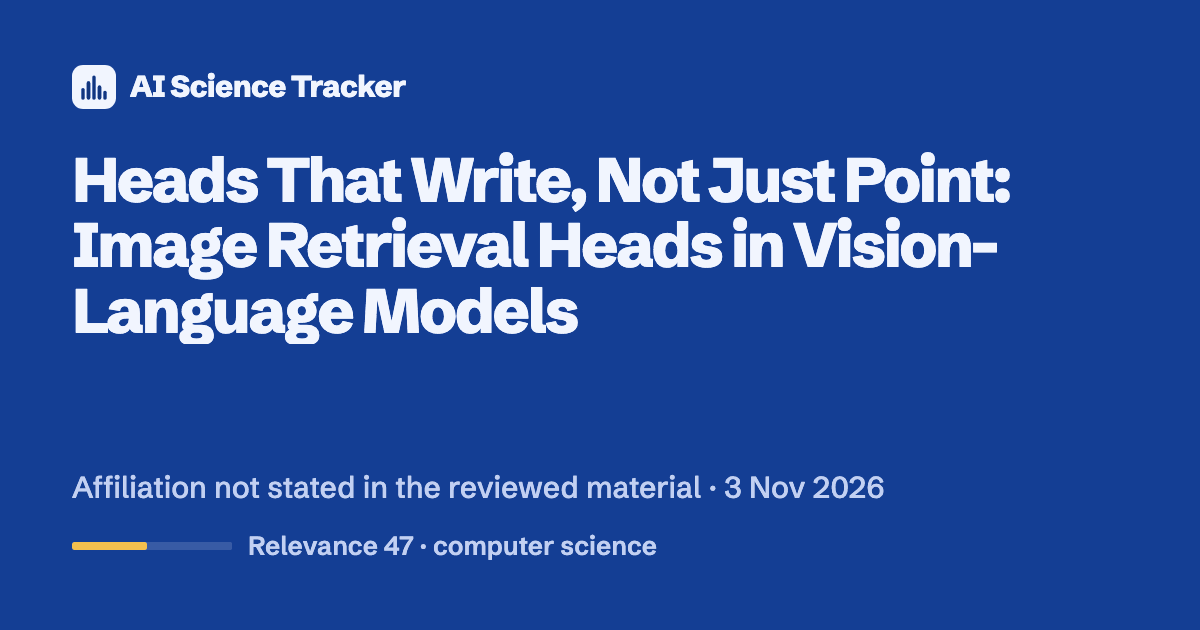 AI Science Tracker
Heads That Write, Not Just Point:
Image Retrieval Heads in Vision-
Language Models
Affiliation not stated in the reviewed material · 3 Nov 2026
Relevance 47 · computer science